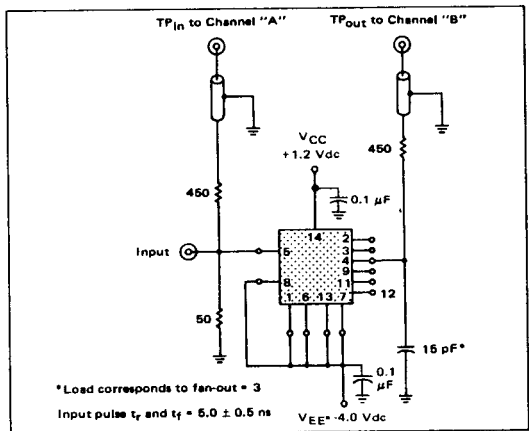 TPin to Channel "A"
TPout to Channel "B"
VCC
+1.2 Vdc
450
450
0.1 µF
14
Input
5
8
2
3
4
9
11
12
1 6 13 7
50
15 pF*
0.1
µF
*Load corresponds to fan-out = 3
Input pulse tr and tf = 5.0 ± 0.5 ns
VEE= -4.0 Vdc